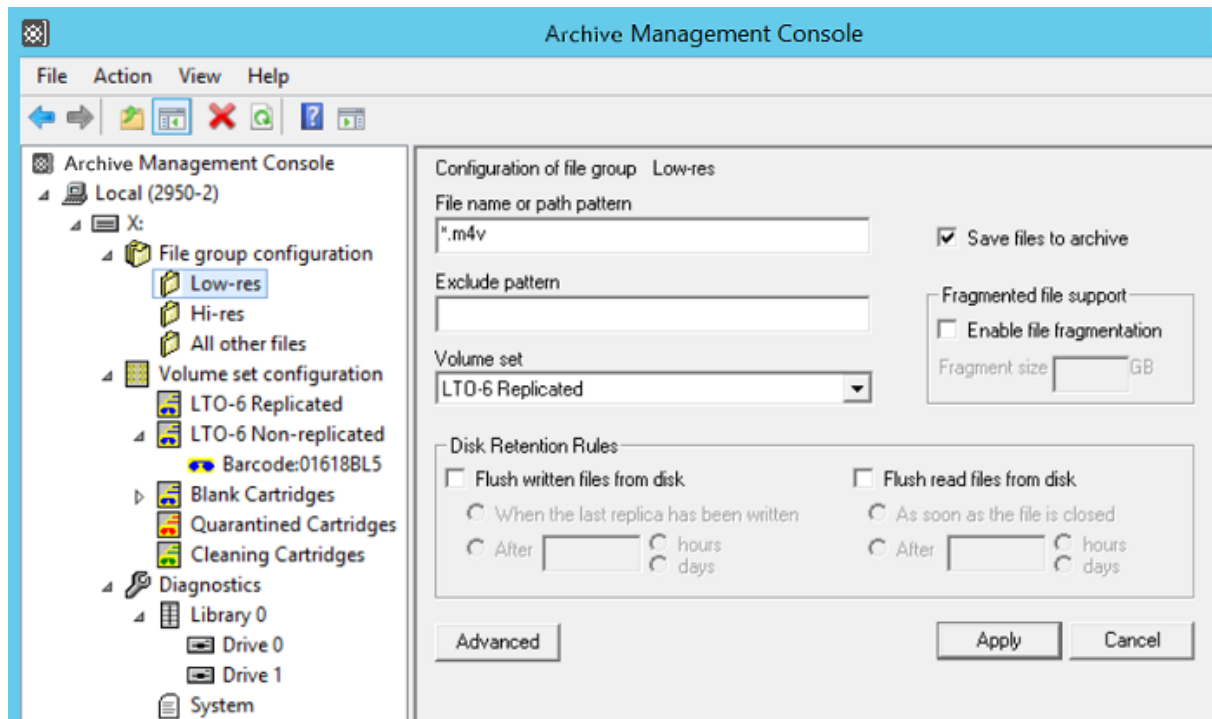 Archive Management Console
File Action View Help
Archive Management Console
Local (2950-2)
X:
File group configuration
Low-res
Hi-res
All other files
Volume set configuration
LTO-6 Replicated
LTO-6 Non-replicated
Barcode:01618BL5
Blank Cartridges
Quarantined Cartridges
Cleaning Cartridges
Diagnostics
Library 0
Drive 0
Drive 1
System
Configuration of file group Low-res
File name or path pattern
*.m4v
Save files to archive
Exclude pattern
Fragmented file support
Enable file fragmentation
Fragment size GB
Volume set
LTO-6 Replicated
Disk Retention Rules
Flush written files from disk
When the last replica has been written
After hours
days
Flush read files from disk
As soon as the file is closed
After hours
days
Advanced
Apply
Cancel